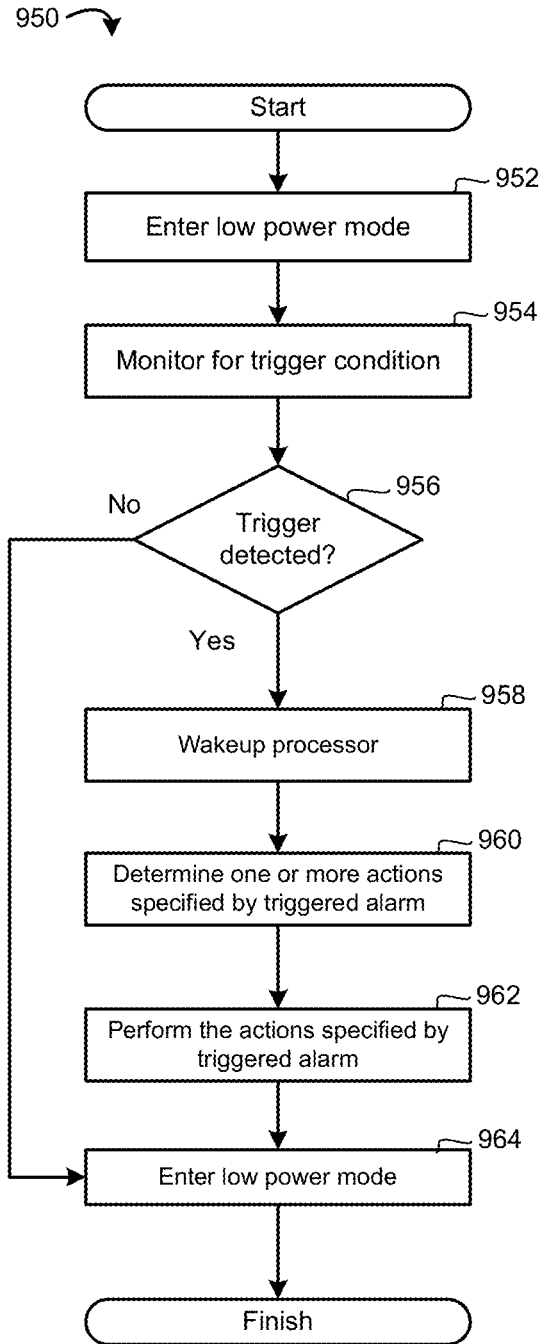 950
Start
952
Enter low power mode
954
Monitor for trigger condition
956
No
Trigger
detected?
Yes
958
Wakeup processor
960
Determine one or more actions
specified by triggered alarm
962
Perform the actions specified by
triggered alarm
964
Enter low power mode
Finish